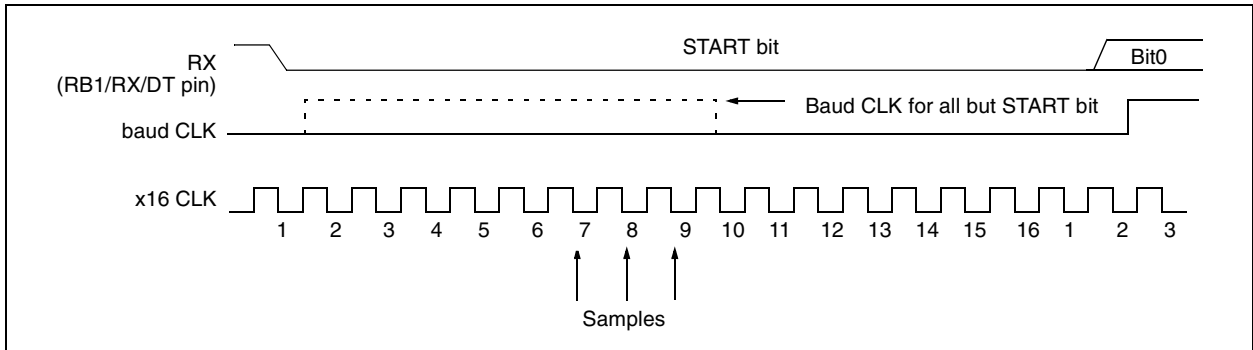 START bit
RX
(RB1/RX/DT pin)
Bit0
Baud CLK for all but START bit
baud CLK
x16 CLK
1 2 3 4 5 6 7 8 9 10 11 12 13 14 15 16 1 2 3
Samples